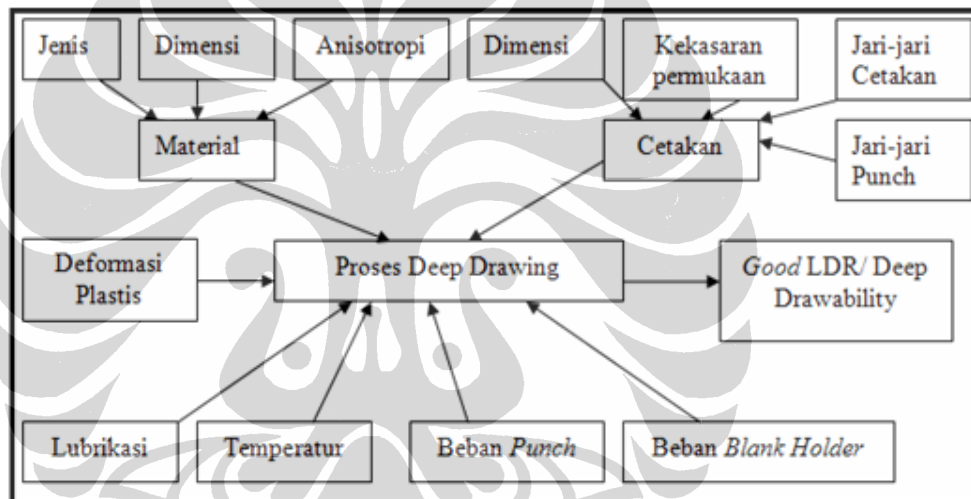 Jenis
Dimensi
Anisotropi
Dimensi
Kekasaran
permukaan
Jari-jari
Cetakan
Material
Cetakan
Jari-jari
Punch
Deformasi
Plastis
Proses Deep Drawing
Good LDR/ Deep
Drawability
Lubrikasi
Temperatur
Beban Punch
Beban Blank Holder